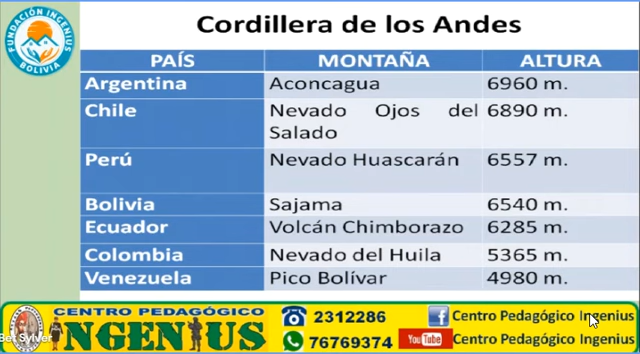 FUNDACIÓN INGENIUS
BOLIVIA
Cordillera de los Andes
PAÍS MONTAÑA ALTURA
Argentina Aconcagua 6960 m.
Chile Nevado Ojos del 6890 m.
Salado
Perú Nevado Huascarán 6557 m.
Bolivia Sajama 6540 m.
Ecuador Volcán Chimborazo 6285 m.
Colombia Nevado del Huila 5365 m.
Venezuela Pico Bolívar 4980 m.
CENTRO PEDAGÓGICO
INGENIUS
2312286
76769374
f Centro Pedagógico Ingenius
YouTube Centro Pedagógico Ingenius
Bet Sylver